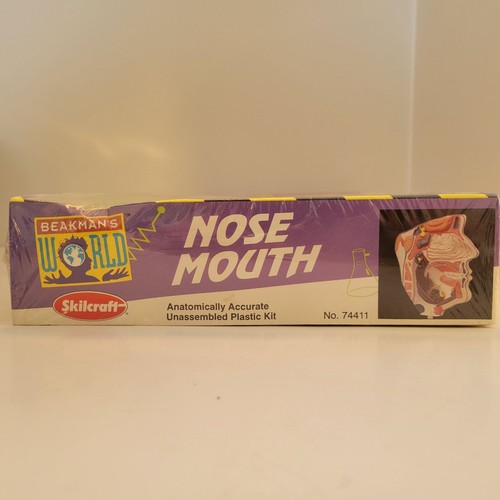 BEAKMAN'S
WORLD
Skilcraft
NOSE
MOUTH
Anatomically Accurate
Unassembled Plastic Kit
No. 74411